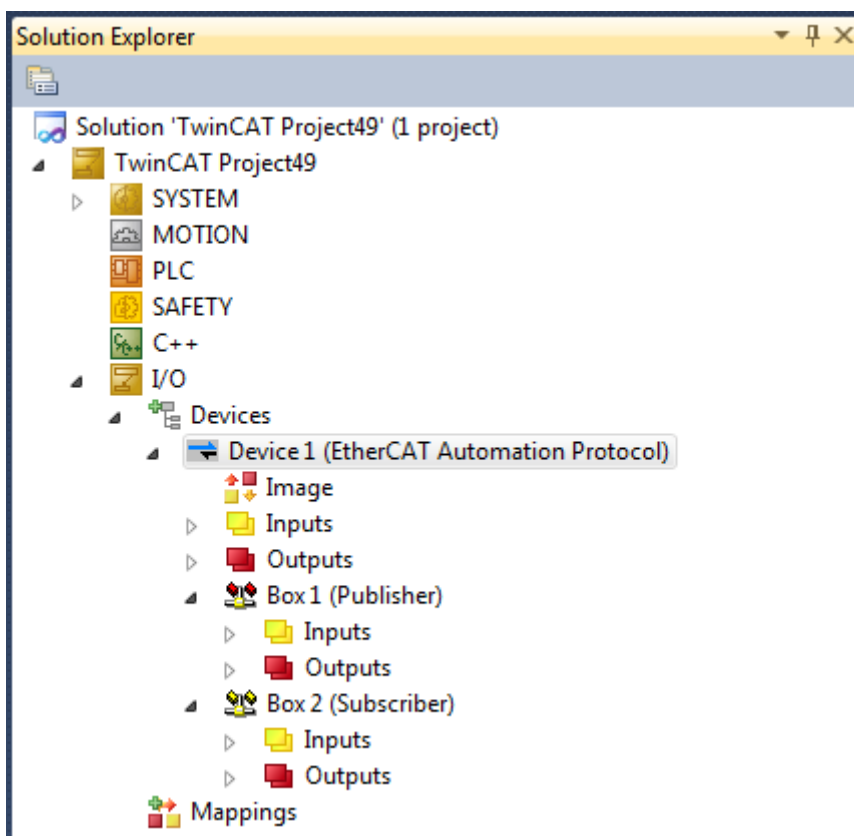 Solution Explorer
Solution 'TwinCAT Project49' (1 project)
TwinCAT Project49
SYSTEM
MOTION
PLC
SAFETY
C++
I/O
Devices
Device 1 (EtherCAT Automation Protocol)
Image
Inputs
Outputs
Box 1 (Publisher)
Inputs
Outputs
Box 2 (Subscriber)
Inputs
Outputs
Mappings